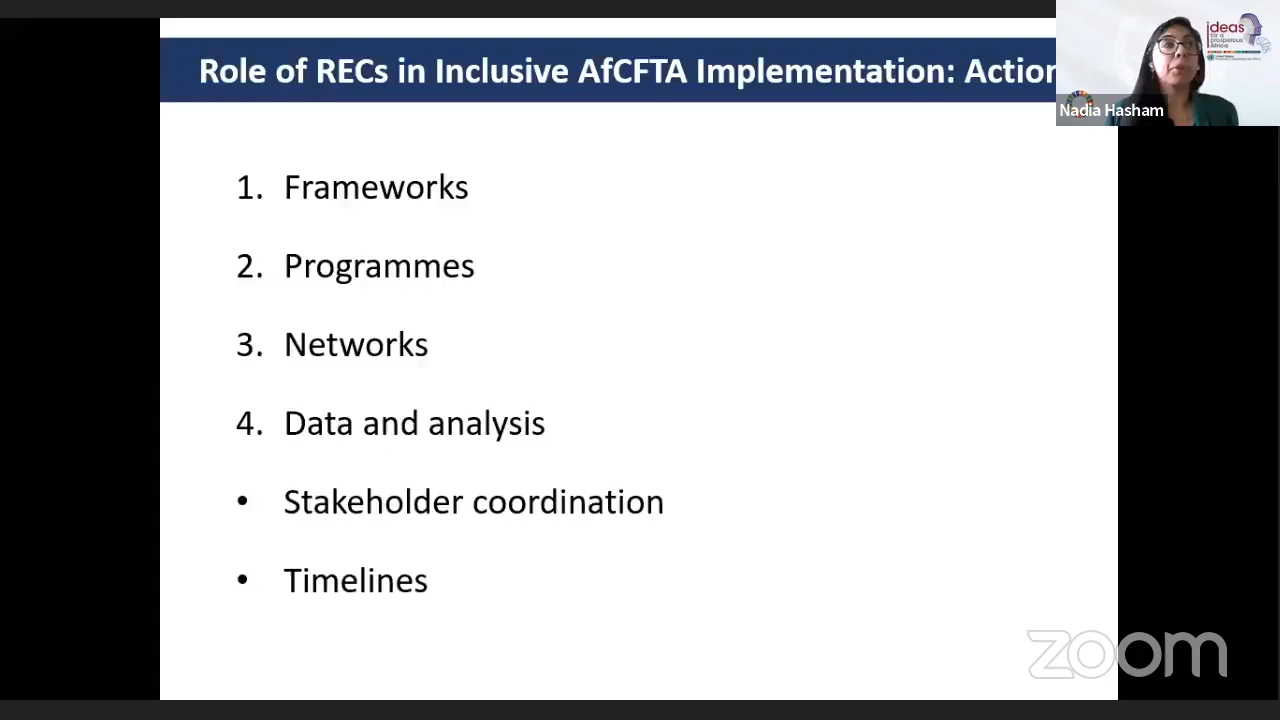 Role of RECs in Inclusive AfCFTA Implementation: Action
1. Frameworks
2. Programmes
3. Networks
4. Data and analysis
• Stakeholder coordination
• Timelines
ideas
for a
prosperous
Africa
Nadia Hasham
zoom